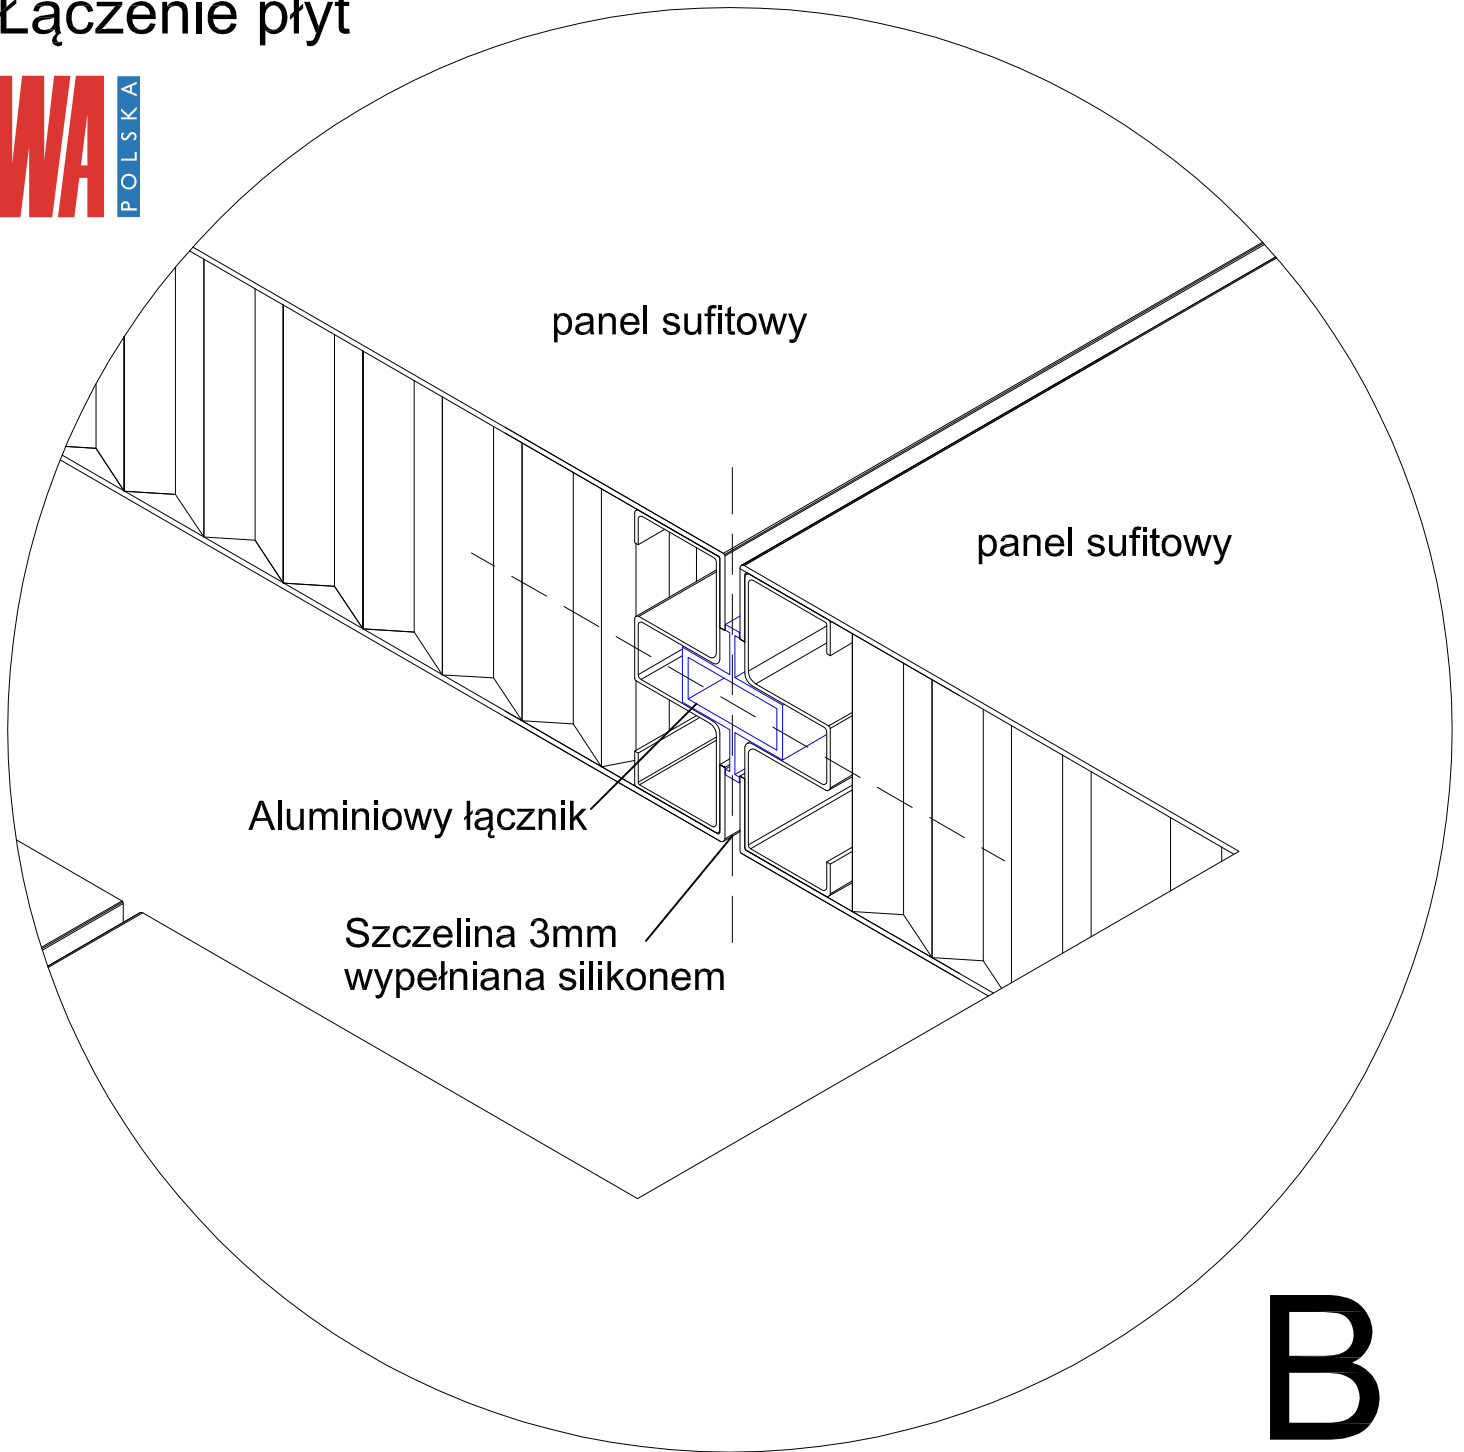 Łączenie płyt
WA
POLSKA
panel sufitowy
panel sufitowy
Aluminiowy łącznik
Szczelina 3mm
wypełniana silikonem
B